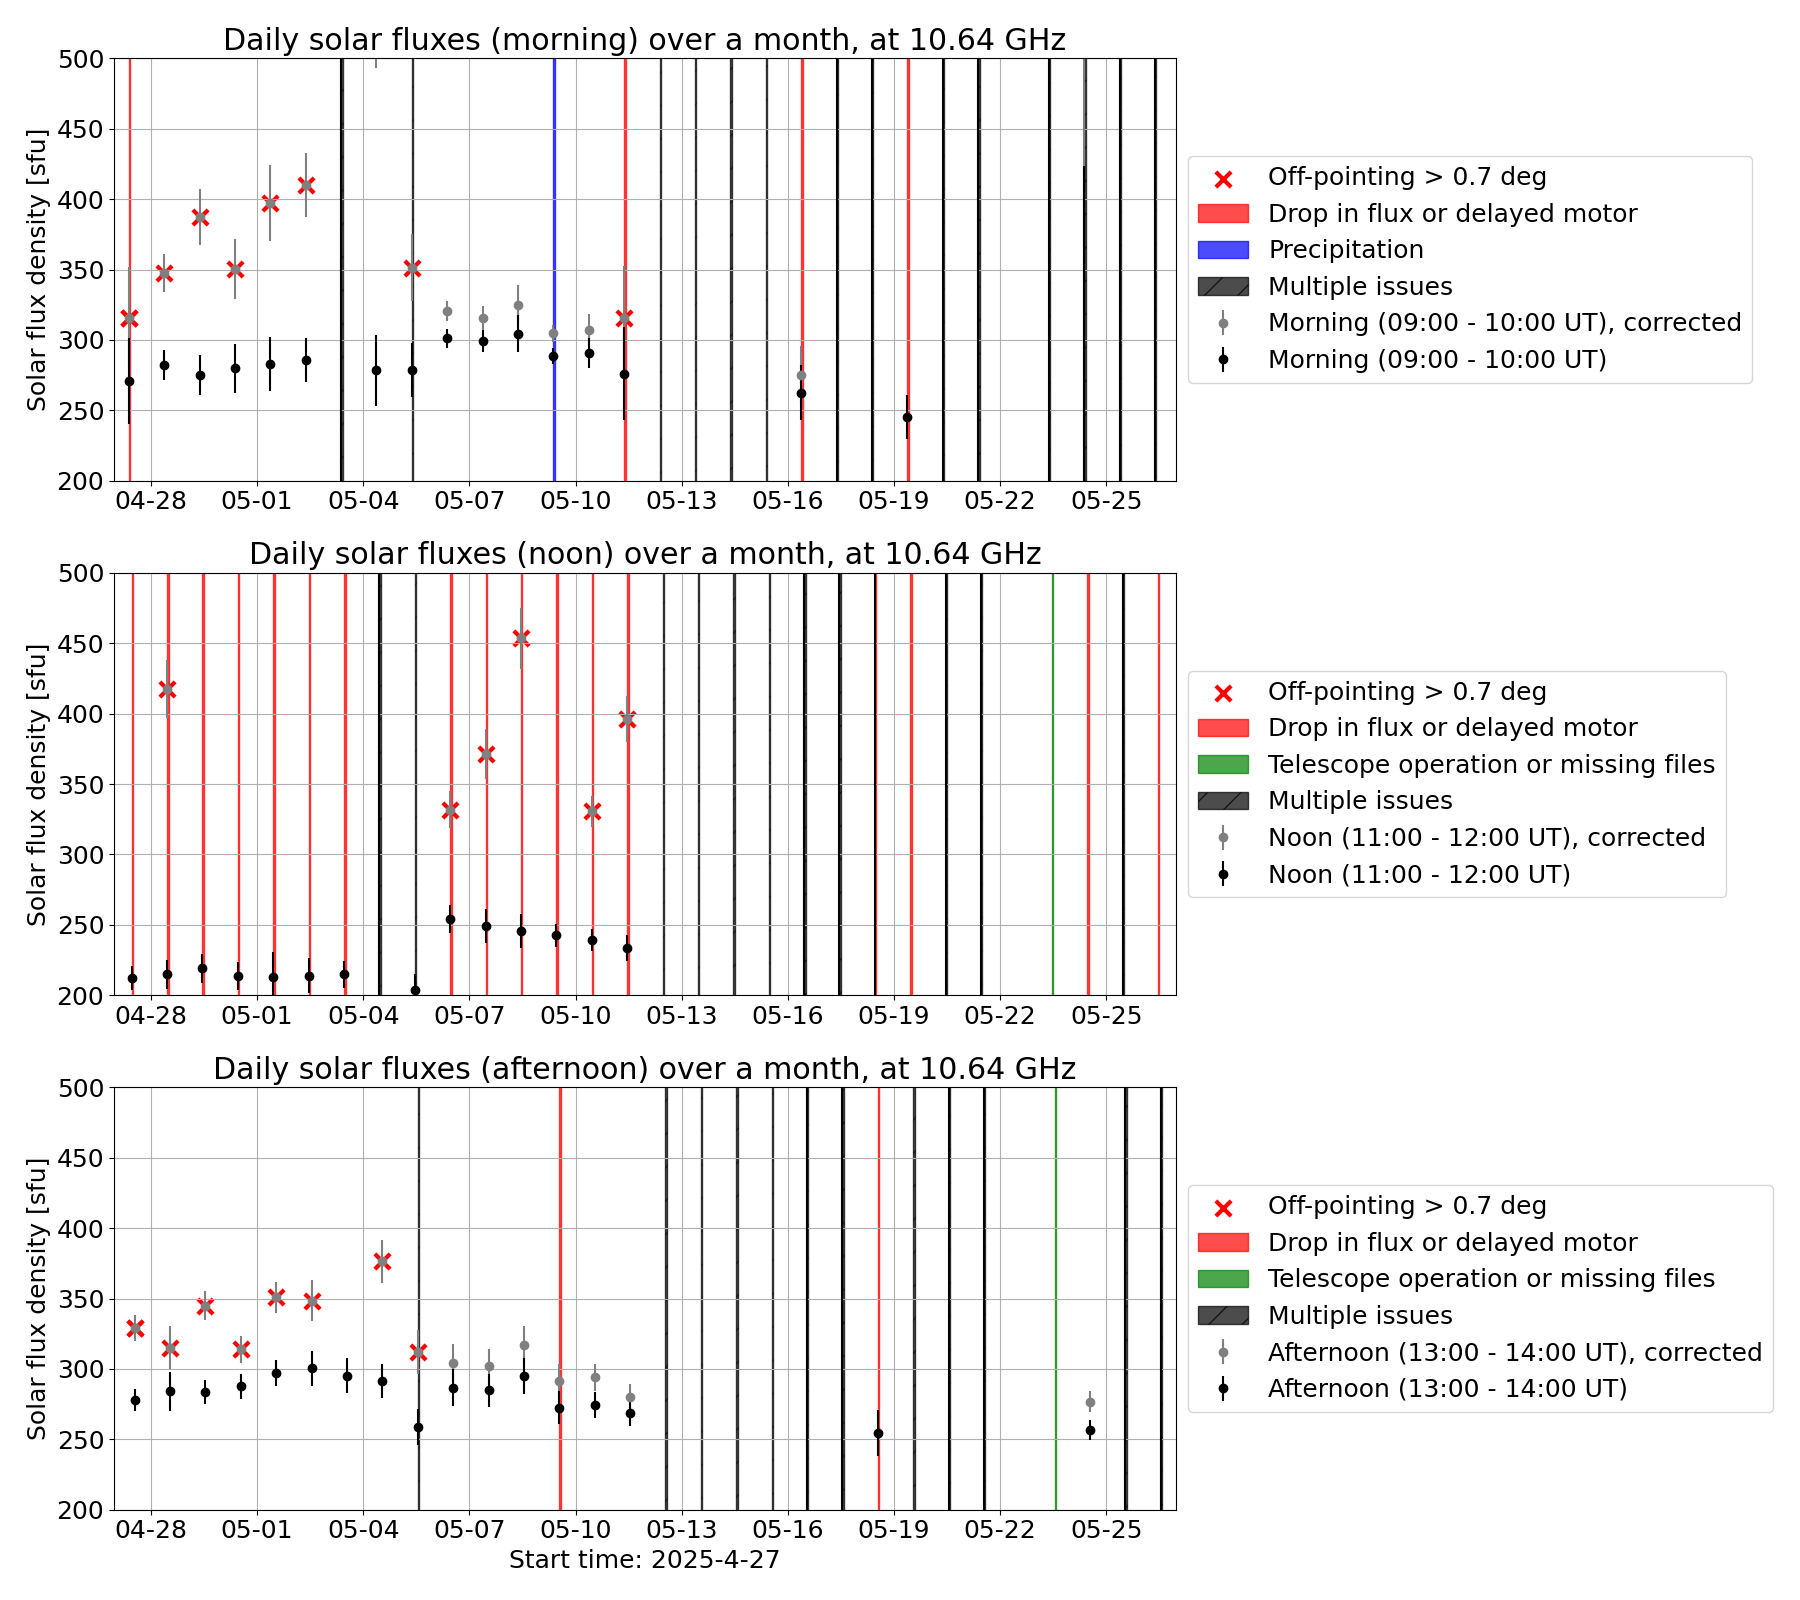 Daily solar fluxes (morning) over a month, at 10.64 GHz
Solar flux density [sfu]
500
450
400
350
300
250
200
04-28 05-01 05-04 05-07 05-10 05-13 05-16 05-19 05-22 05-25
Off-pointing > 0.7 deg
Drop in flux or delayed motor
Precipitation
Multiple issues
Morning (09:00 - 10:00 UT), corrected
Morning (09:00 - 10:00 UT)
Daily solar fluxes (noon) over a month, at 10.64 GHz
Solar flux density [sfu]
500
450
400
350
300
250
200
04-28 05-01 05-04 05-07 05-10 05-13 05-16 05-19 05-22 05-25
Off-pointing > 0.7 deg
Drop in flux or delayed motor
Telescope operation or missing files
Multiple issues
Noon (11:00 - 12:00 UT), corrected
Noon (11:00 - 12:00 UT)
Daily solar fluxes (afternoon) over a month, at 10.64 GHz
Solar flux density [sfu]
500
450
400
350
300
250
200
04-28 05-01 05-04 05-07 05-10 05-13 05-16 05-19 05-22 05-25
Start time: 2025-4-27
Off-pointing > 0.7 deg
Drop in flux or delayed motor
Telescope operation or missing files
Multiple issues
Afternoon (13:00 - 14:00 UT), corrected
Afternoon (13:00 - 14:00 UT)